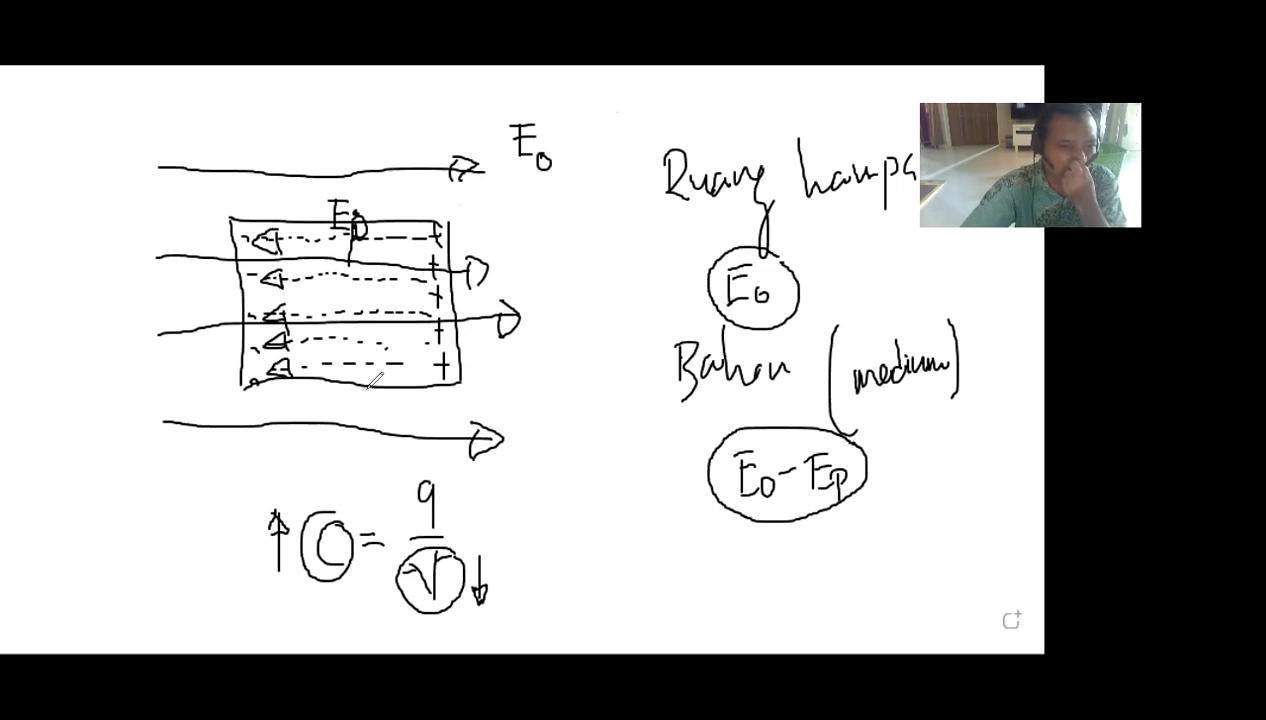 E₀
Ep
+
+
+
+
+
C = q / V
Ruang hampa
E₀
Bahan (medium)
E₀ - Ep